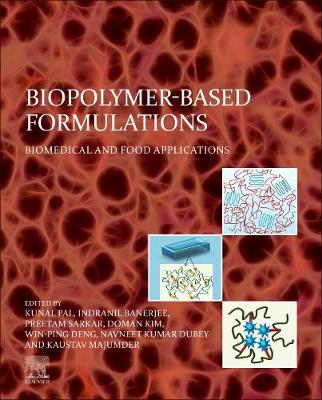 BIOPOLYMER-BASED
FORMULATIONS
BIOMEDICAL AND FOOD APPLICATIONS
EDITED BY
KUNAL PAL, INDRANIL BANERJEE,
PREETAM SARKAR, DOMAN KIM,
WIN-PING DENG, NAVNEET KUMAR DUBEY
AND KAUSTAV MAJUMDER
ELSEVIER